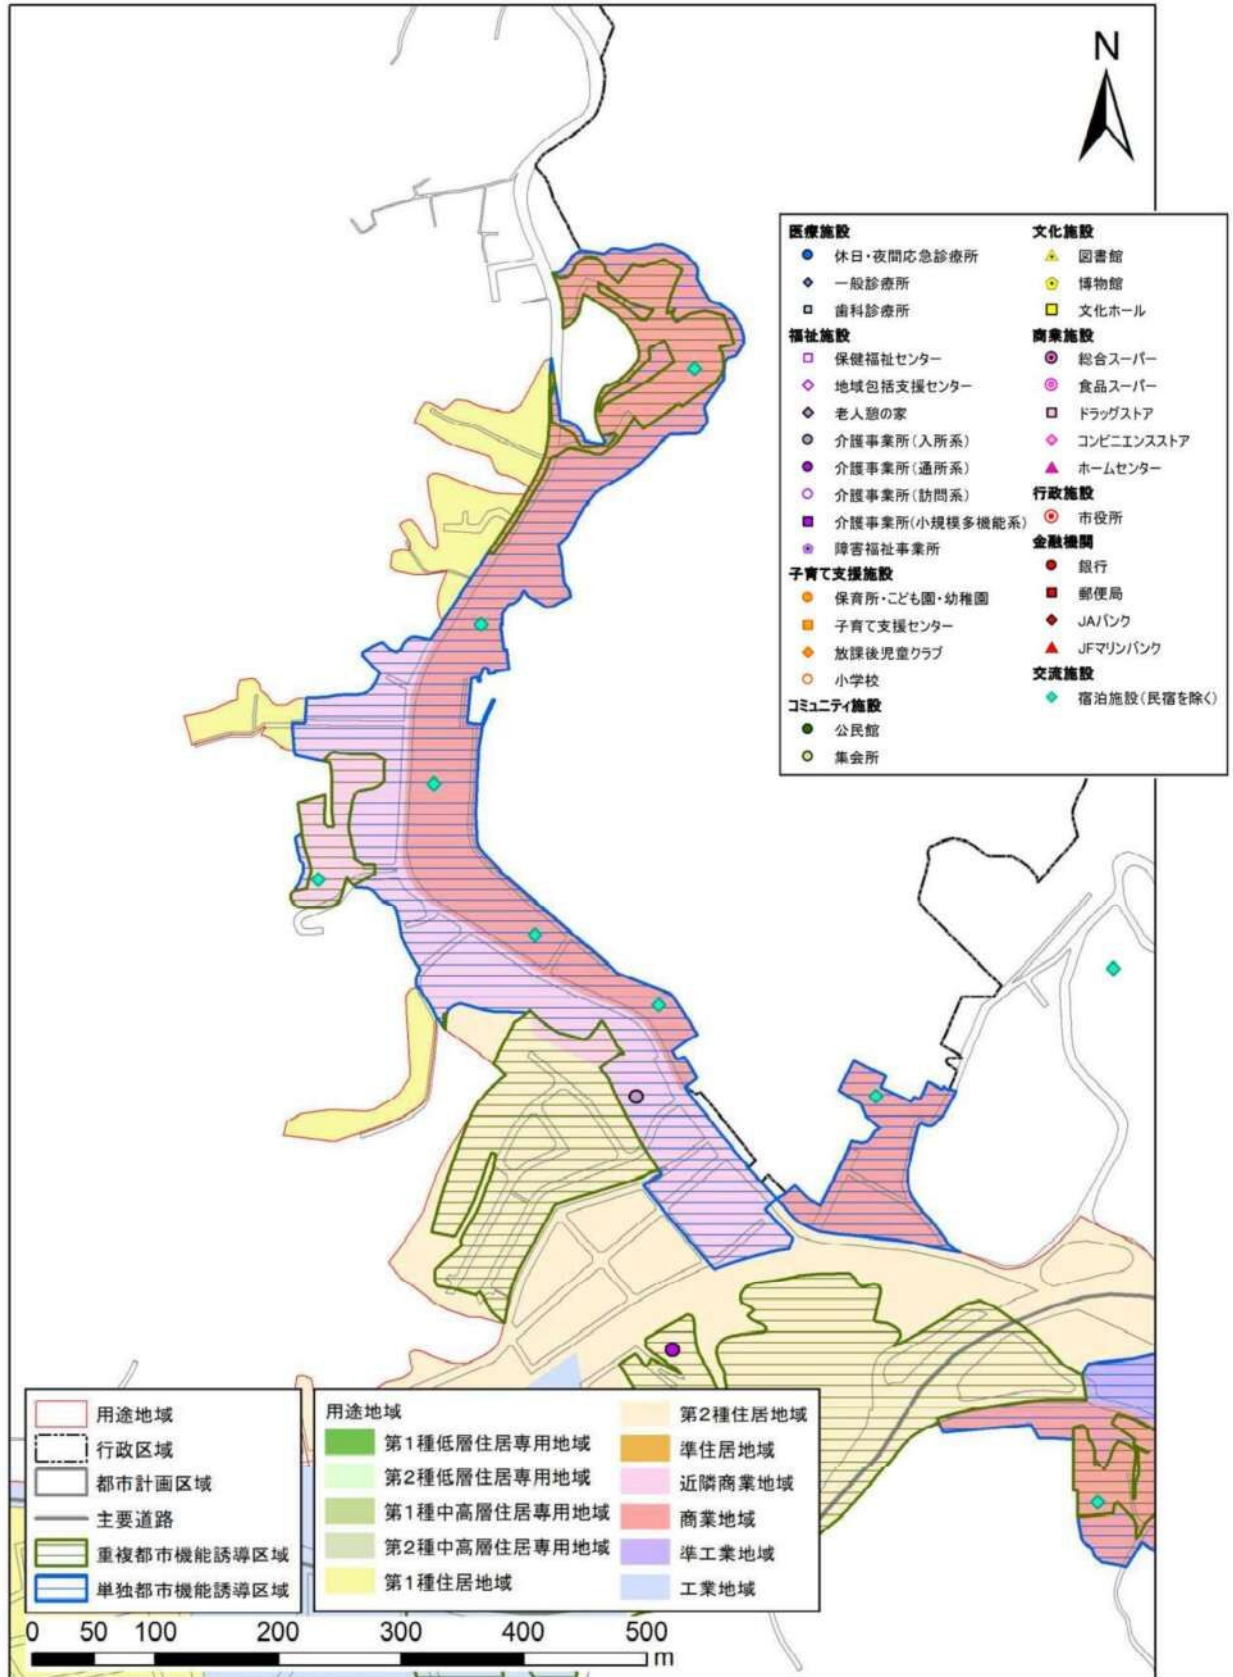 N
医療施設
休日・夜間応急診療所
一般診療所
歯科診療所
福祉施設
保健福祉センター
地域包括支援センター
老人憩の家
介護事業所(入所系)
介護事業所(通所系)
介護事業所(訪問系)
介護事業所(小規模多機能系)
障害福祉事業所
子育て支援施設
保育所・こども園・幼稚園
子育て支援センター
放課後児童クラブ
小学校
コミュニティ施設
公民館
集会所
文化施設
図書館
博物館
文化ホール
商業施設
総合スーパー
食品スーパー
ドラッグストア
コンビニエンスストア
ホームセンター
行政施設
市役所
金融機関
銀行
郵便局
JAバンク
JFマリンバンク
交流施設
宿泊施設(民宿を除く)
用途地域
行政区域
都市計画区域
主要道路
重複都市機能誘導区域
単独都市機能誘導区域
用途地域
第1種低層住居専用地域
第2種低層住居専用地域
第1種中高層住居専用地域
第2種中高層住居専用地域
第1種住居地域
第2種住居地域
準住居地域
近隣商業地域
商業地域
準工業地域
工業地域
0 50 100 200 300 400 500
m